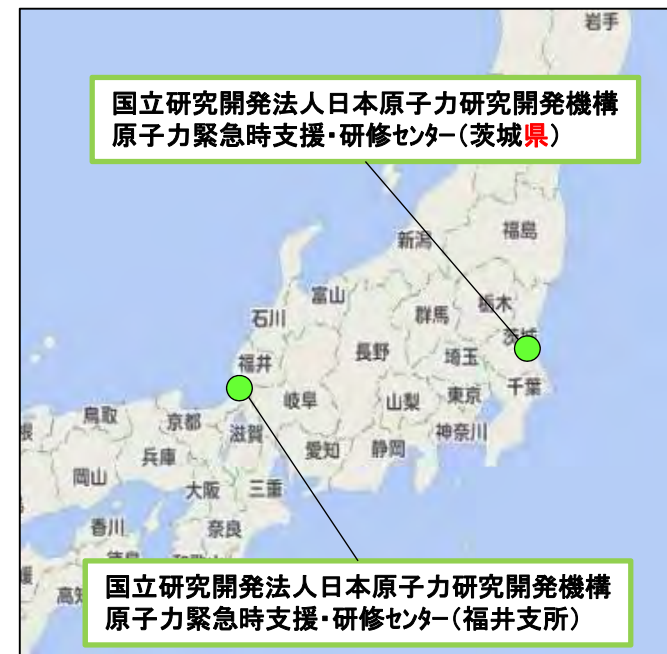 岩手
国立研究開発法人日本原子力研究開発機構
原子力緊急時支援・研修センター(茨城県)
新潟
福島
富山
石川
群馬
栃木
茨城
長野
埼玉
福井
千葉
岐阜
山梨
東京
鳥取
京都
滋賀
神奈川
愛知
静岡
兵庫
岡山
大阪
三重
香川
奈良
国立研究開発法人日本原子力研究開発機構
原子力緊急時支援・研修センター(福井支所)